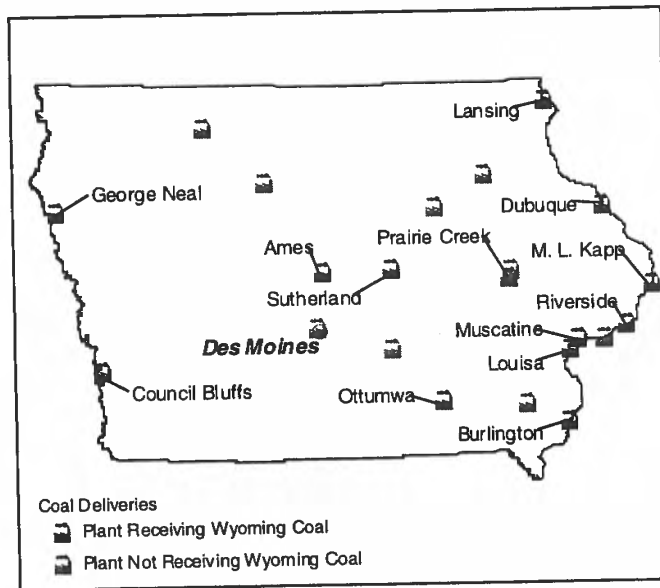 Lansing
George Neal
Dubuque
Ames
Prairie Creek
M. L. Kapp
Sutherland
Riverside
Des Moines
Muscatine
Louisa
Council Bluffs
Ottumwa
Burlington
Coal Deliveries
Plant Receiving Wyoming Coal
Plant Not Receiving Wyoming Coal